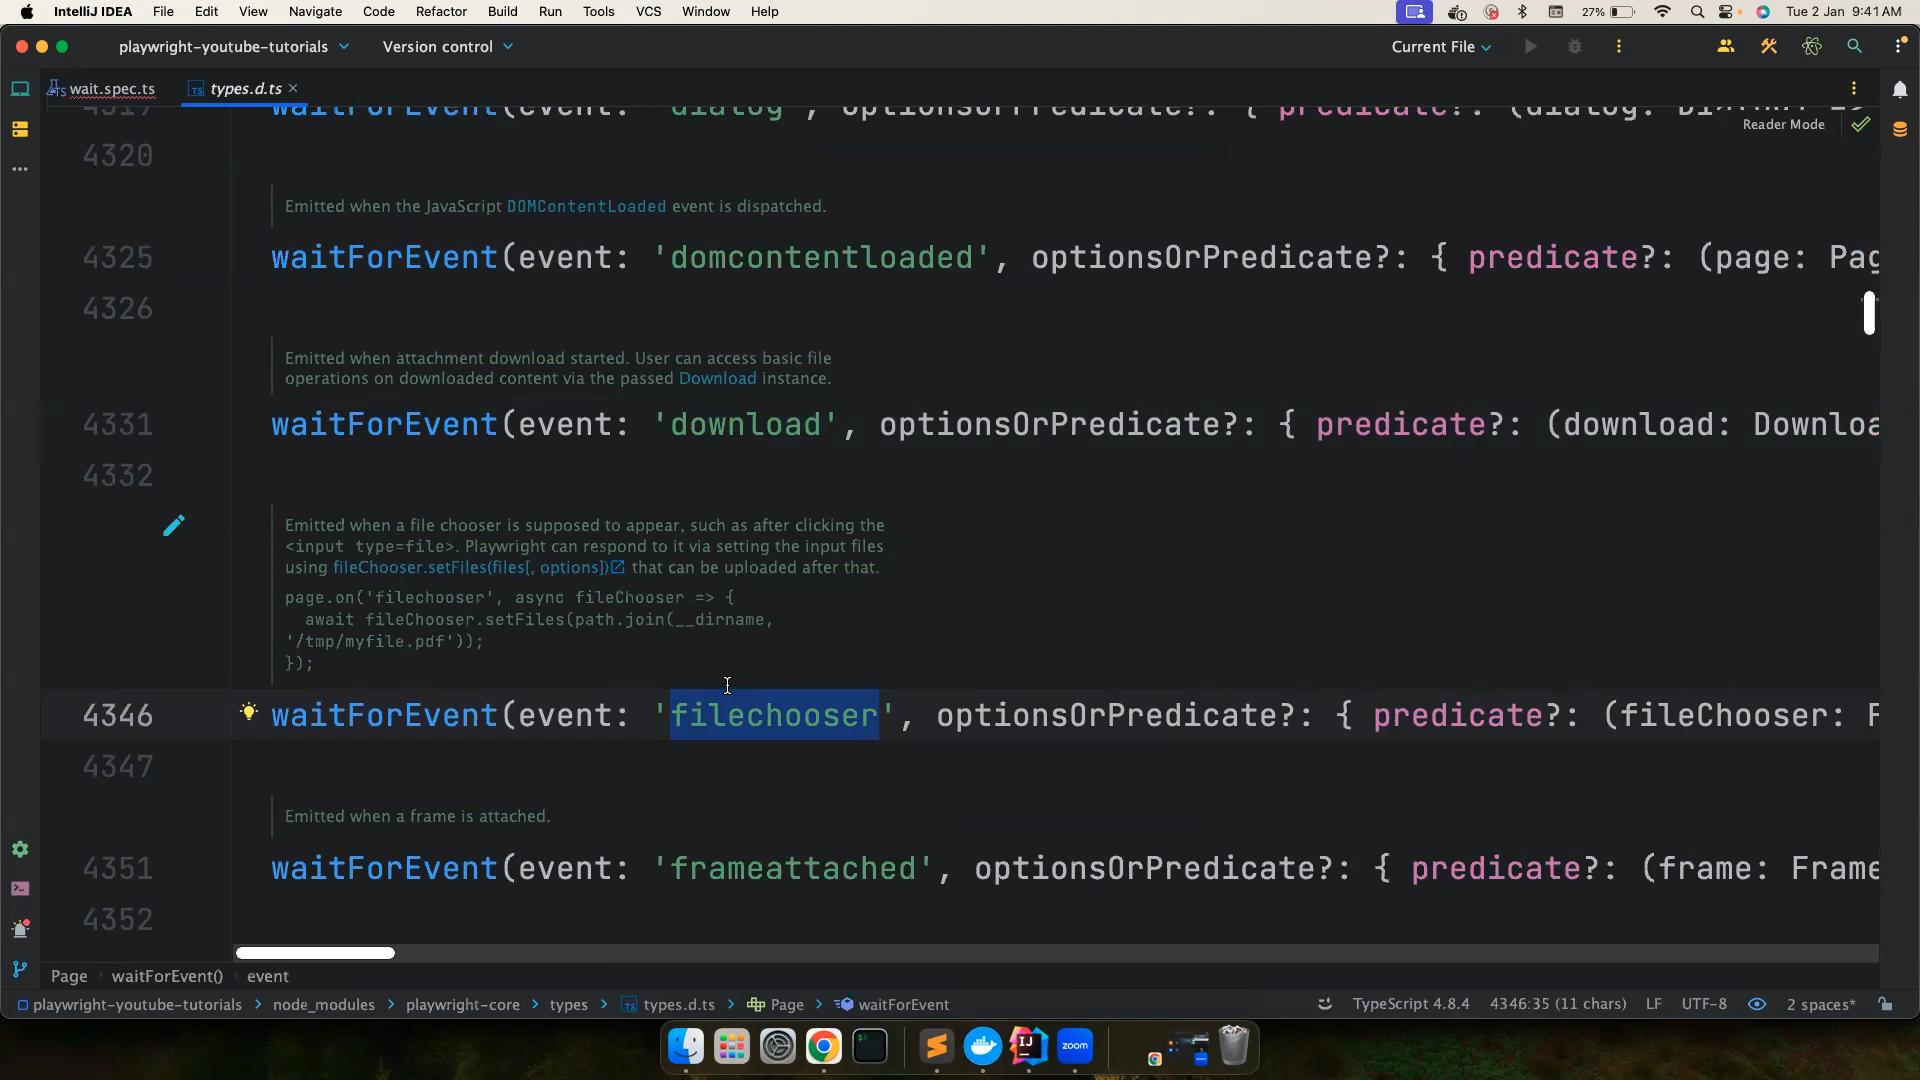 IntelliJ IDEA File Edit View Navigate Code Refactor Build Run Tools VCS Window Help 27% Tue 2 Jan 9:41 AM
playwright-youtube-tutorials Version control Current File
wait.spec.ts types.d.ts
4317 waitForEvent(event: 'dialog', optionsOrPredicate?: { predicate?: (dialog: Dialog) =>
Reader Mode
4320
Emitted when the JavaScript DOMContentLoaded event is dispatched.
4325 waitForEvent(event: 'domcontentloaded', optionsOrPredicate?: { predicate?: (page: Pag
4326
Emitted when attachment download started. User can access basic file
operations on downloaded content via the passed Download instance.
4331 waitForEvent(event: 'download', optionsOrPredicate?: { predicate?: (download: Downloa
4332
Emitted when a file chooser is supposed to appear, such as after clicking the
<input type=file>. Playwright can respond to it via setting the input files
using fileChooser.setFiles(files[, options]) that can be uploaded after that.
page.on('filechooser', async fileChooser => {
await fileChooser.setFiles(path.join(__dirname,
'/tmp/myfile.pdf'));
});
4346 waitForEvent(event: 'filechooser', optionsOrPredicate?: { predicate?: (fileChooser: F
4347
Emitted when a frame is attached.
4351 waitForEvent(event: 'frameattached', optionsOrPredicate?: { predicate?: (frame: Frame
4352
Page waitForEvent() event
playwright-youtube-tutorials > node_modules > playwright-core > types > types.d.ts > Page > waitForEvent TypeScript 4.8.4 4346:35 (11 chars) LF UTF-8 2 spaces*
zoom